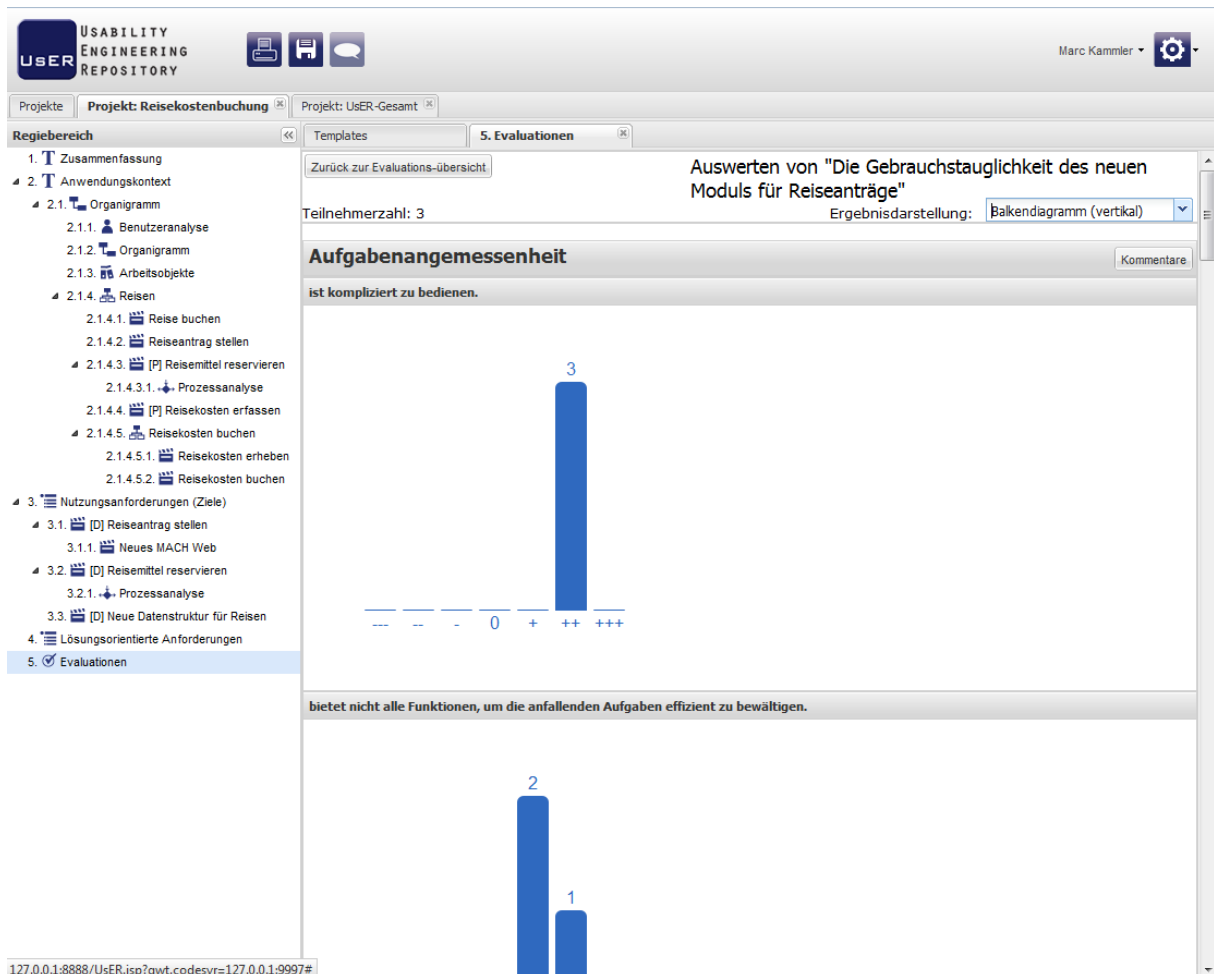 USABILITY
UsER ENGINEERING
REPOSITORY
Marc Kammler
Projekte Projekt: Reisekostenbuchung Projekt: UsER-Gesamt
Regiebereich
Templates 5. Evaluationen
1. T Zusammenfassung
2. T Anwendungskontext
2.1. Organigramm
2.1.1. Benutzeranalyse
2.1.2. Organigramm
2.1.3. Arbeitsobjekte
2.1.4. Reisen
2.1.4.1. Reise buchen
2.1.4.2. Reiseantrag stellen
2.1.4.3. [P] Reisemittel reservieren
2.1.4.3.1. Prozessanalyse
2.1.4.4. [P] Reisekosten erfassen
2.1.4.5. Reisekosten buchen
2.1.4.5.1. Reisekosten erheben
2.1.4.5.2. Reisekosten buchen
3. Nutzungsanforderungen (Ziele)
3.1. [D] Reiseantrag stellen
3.1.1. Neues MACH Web
3.2. [D] Reisemittel reservieren
3.2.1. Prozessanalyse
3.3. [D] Neue Datenstruktur für Reisen
4. Lösungsorientierte Anforderungen
5. Evaluationen
Zurück zur Evaluations-übersicht
Auswerten von "Die Gebrauchstauglichkeit des neuen
Moduls für Reiseanträge"
Teilnehmerzahl: 3
Ergebnisdarstellung: Balkendiagramm (vertikal)
Aufgabenangemessenheit
Kommentare
ist kompliziert zu bedienen.
3
--- -- - 0 + ++ +++
bietet nicht alle Funktionen, um die anfallenden Aufgaben effizient zu bewältigen.
2
1
127.0.0.1:8888/UsER.jsp?gwt.codesvr=127.0.0.1:9997#